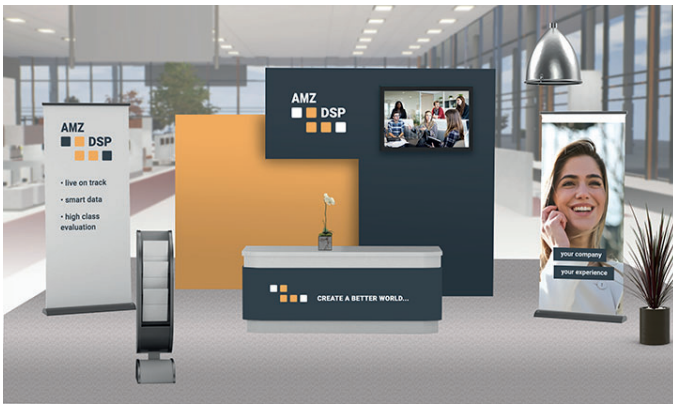 AMZ
DSP
• live on track
• smart data
• high class
evaluation
AMZ
DSP
CREATE A BETTER WORLD...
your company
your experience